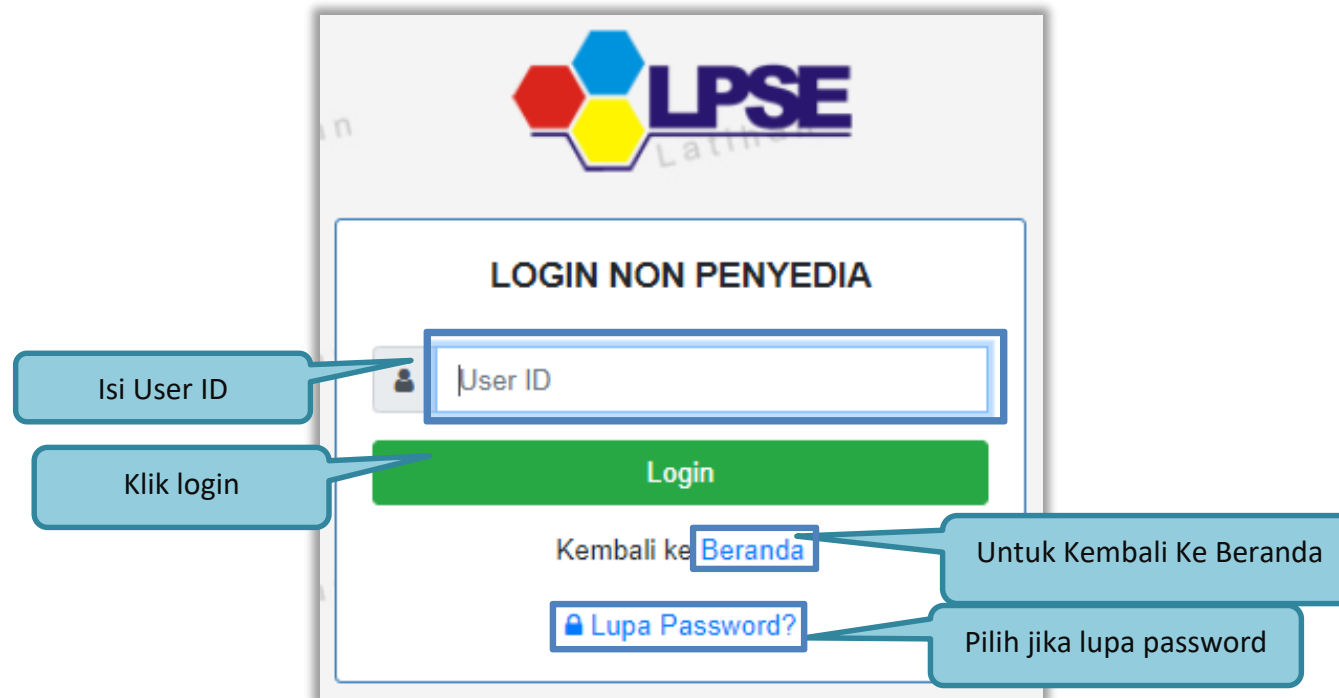 LPSE
Latihan
LOGIN NON PENYEDIA
Isi User ID
User ID
Klik login
Login
Kembali ke Beranda
Untuk Kembali Ke Beranda
Lupa Password?
Pilih jika lupa password